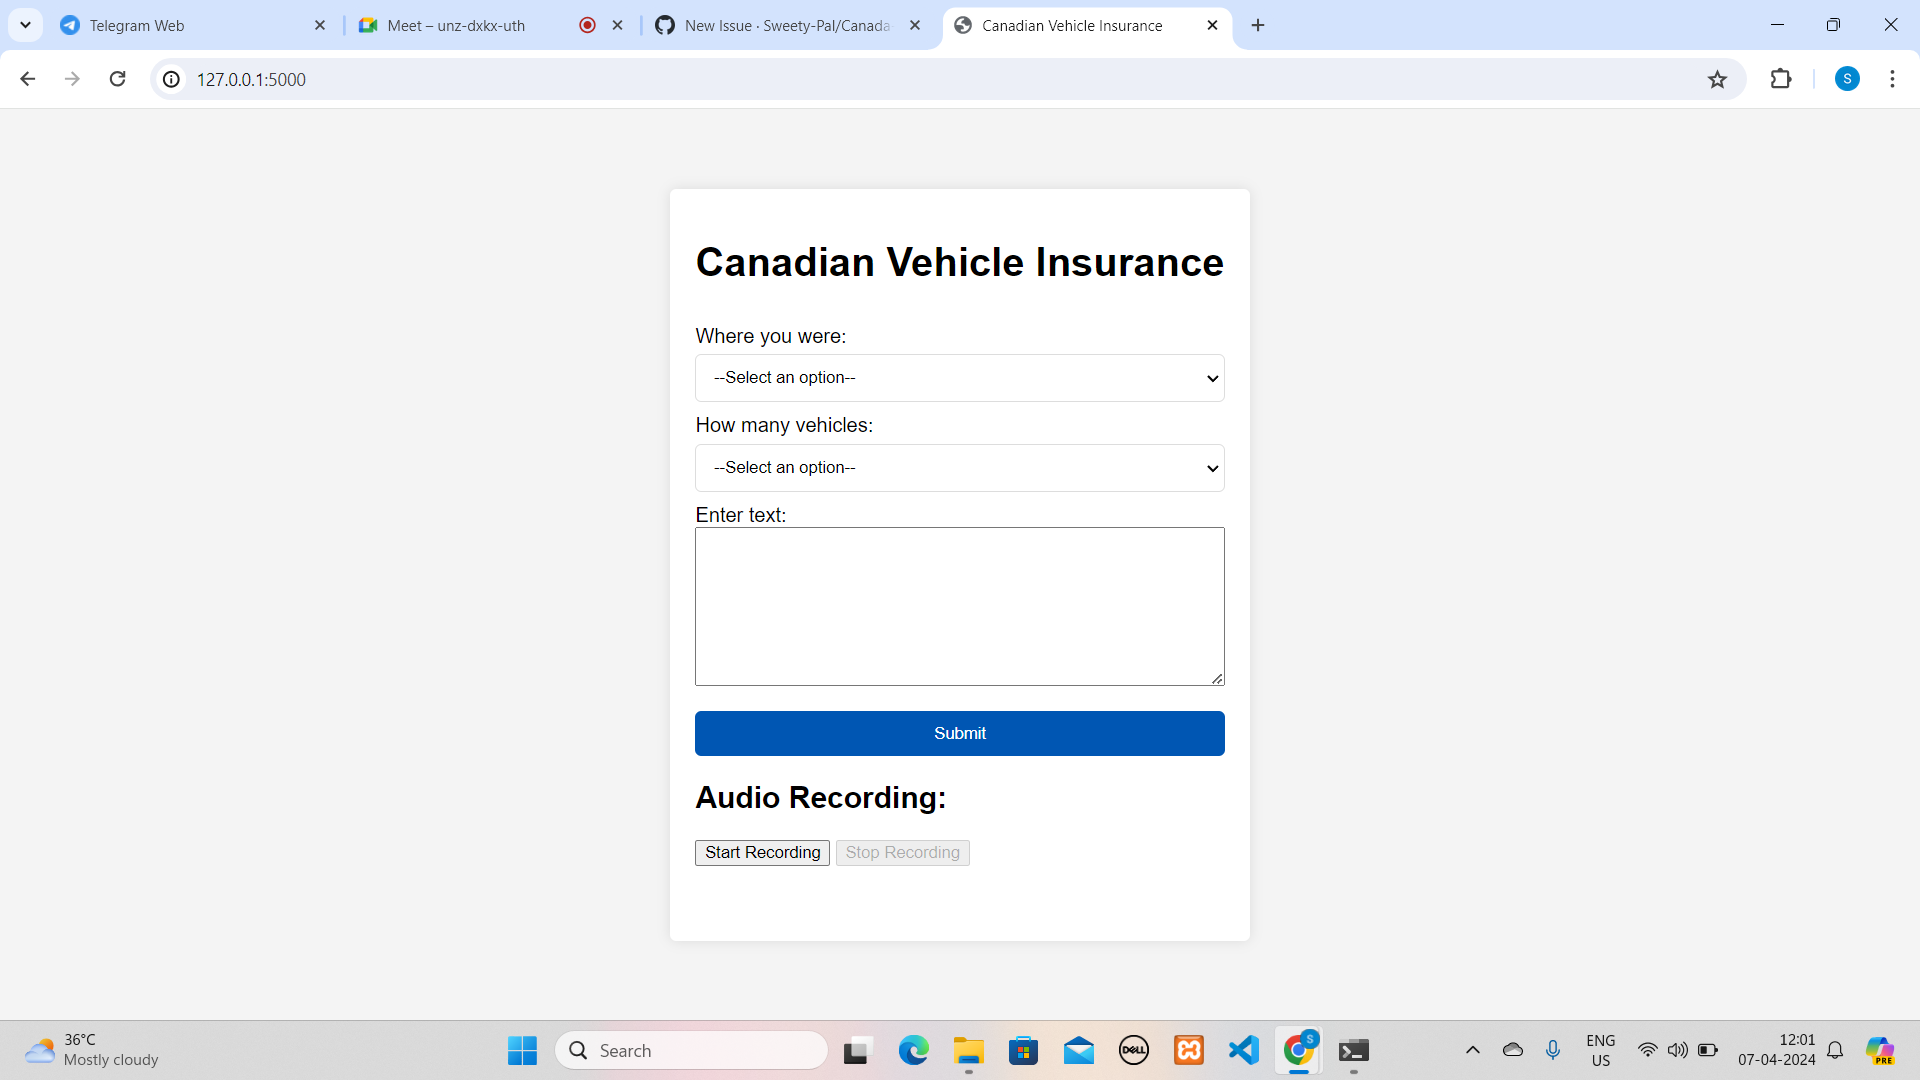 Telegram Web
Meet – unz-dxkx-uth
New Issue · Sweety-Pal/Canada-
Canadian Vehicle Insurance
127.0.0.1:5000
S
Canadian Vehicle Insurance
Where you were:
--Select an option--
How many vehicles:
--Select an option--
Enter text:
Submit
Audio Recording:
Start Recording
Stop Recording
36°C
Mostly cloudy
Search
DELL
S
ENG
US
12:01
07-04-2024
PRE